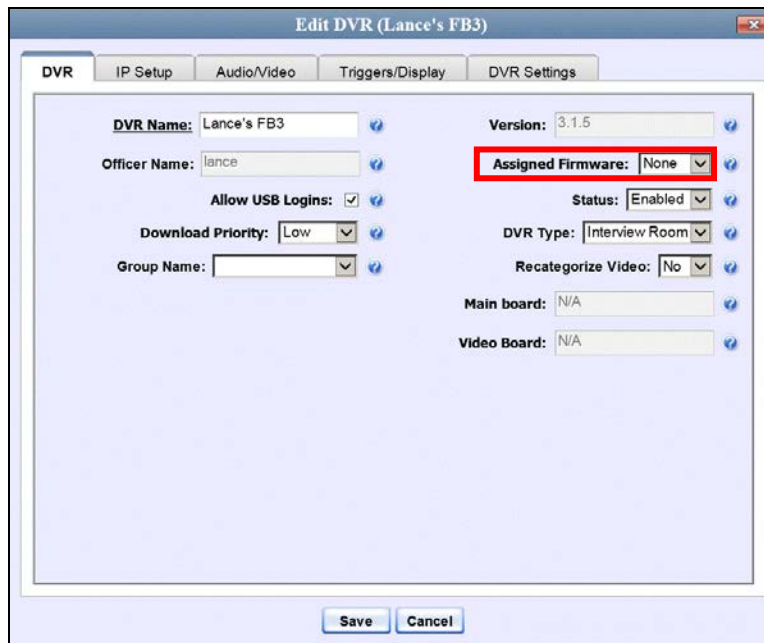 Edit DVR (Lance's FB3)
DVR IP Setup Audio/Video Triggers/Display DVR Settings
DVR Name: Lance's FB3 Version: 3.1.5
Officer Name: lance Assigned Firmware: None
Allow USB Logins: Status: Enabled
Download Priority: Low DVR Type: Interview Room
Group Name: Recategorize Video: No
Main board: N/A
Video Board: N/A
Save Cancel